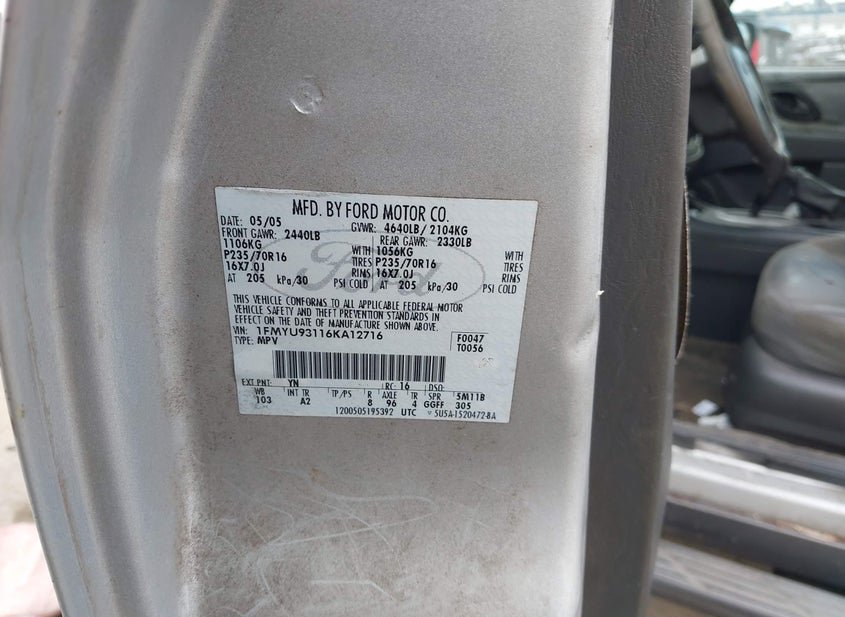 MFD. BY FORD MOTOR CO.
DATE: 05/05 GVWR: 4640LB/ 2104KG
FRONT GAWR: 2440LB REAR GAWR: 2330LB
1106KG WITH 1056KG WITH
P235/70R16 TIRES P235/70R16 TIRES
16X7.0J RIMS 16X7.0J RIMS
AT 205 kPa/30 PSI COLD AT 205 kPa/30 PSI COLD
Ford
THIS VEHICLE CONFORMS TO ALL APPLICABLE FEDERAL MOTOR
VEHICLE SAFETY AND THEFT PREVENTION STANDARDS IN
EFFECT ON THE DATE OF MANUFACTURE SHOWN ABOVE.
VIN: 1FMYU93116KA12716 F0047
TYPE: MPV T0056
EXT PNT: YN RC: 16 DSO:
WB INT TR TP/PS R AXLE TR SPR 5M11B
103 A2 8 96 4 GGFF 305
1200505195392 UTC 5U5A-1520472-BA